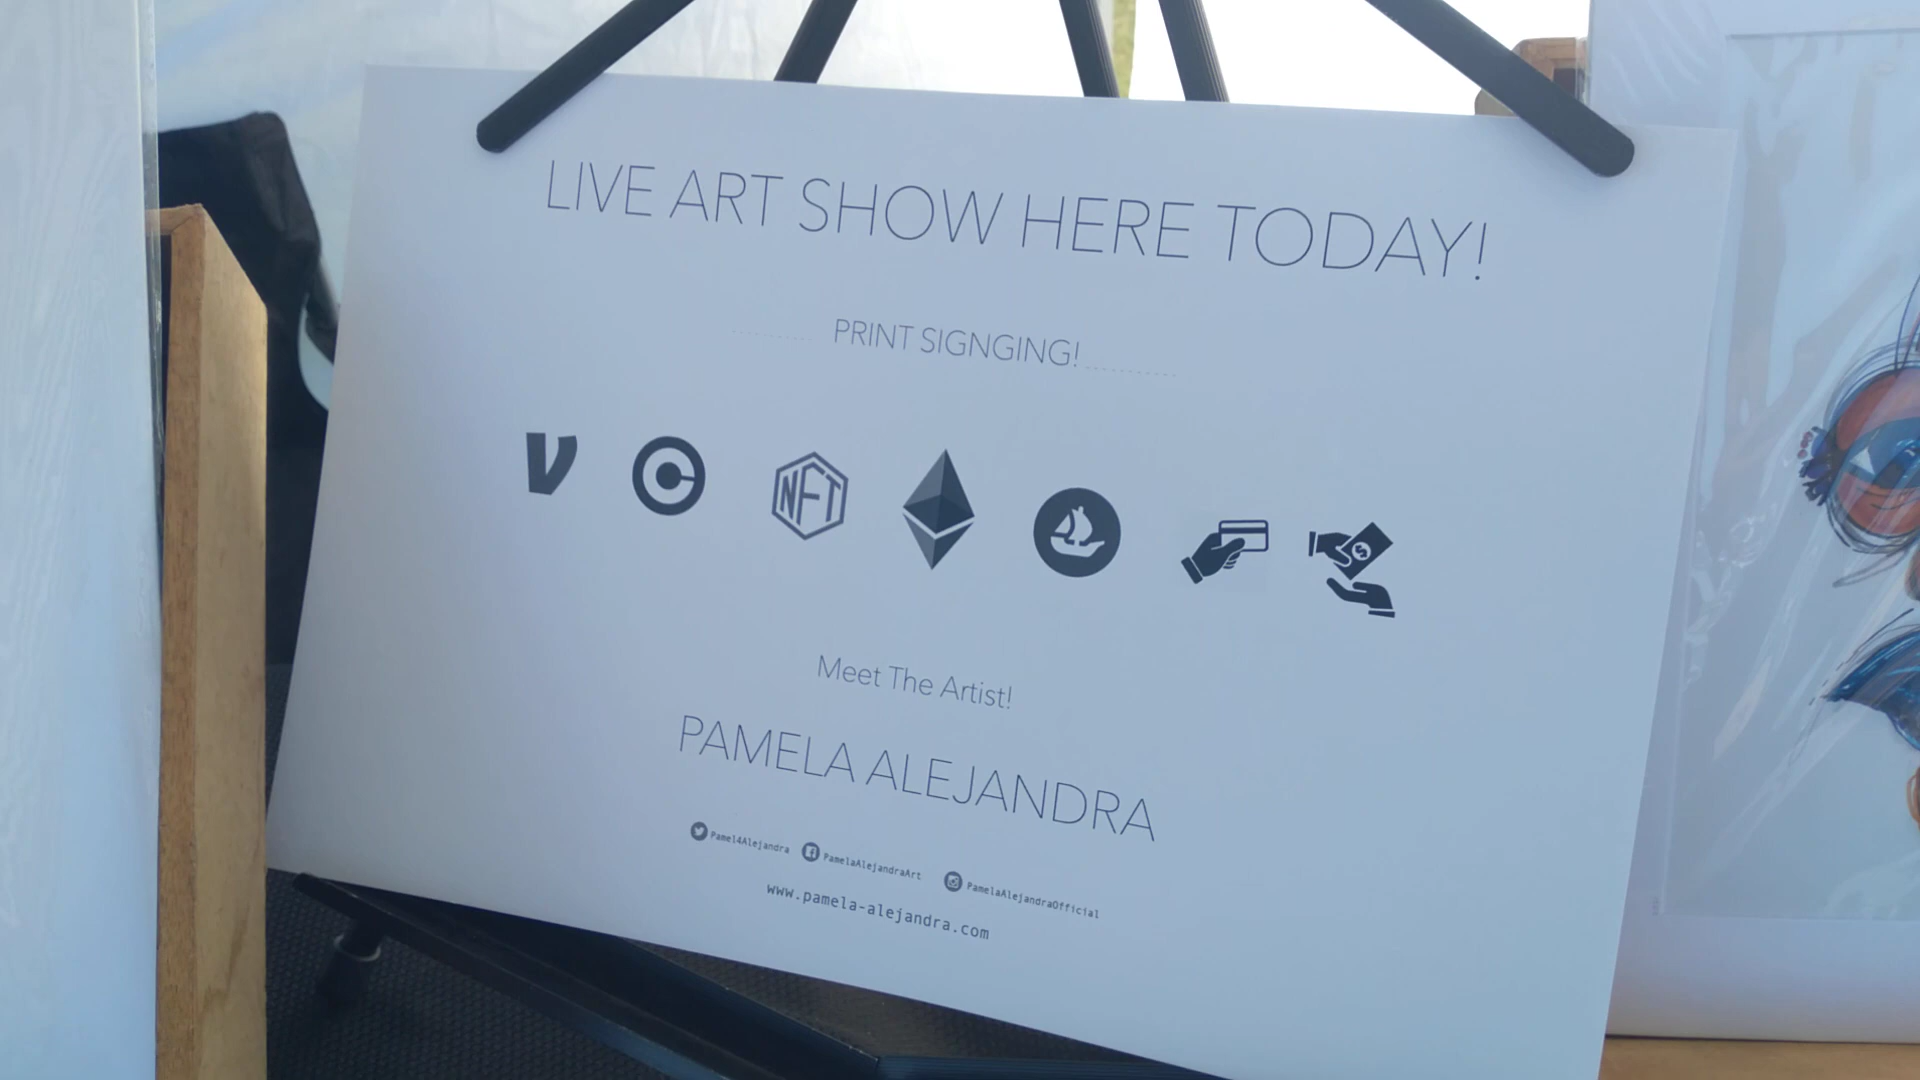 LIVE ART SHOW HERE TODAY!
PRINT SIGNGING!
NFT
Meet The Artist!
PAMELA ALEJANDRA
Pamel4Alejandra PamelaAlejandraArt PamelaAlejandraOfficial
www.pamela-alejandra.com